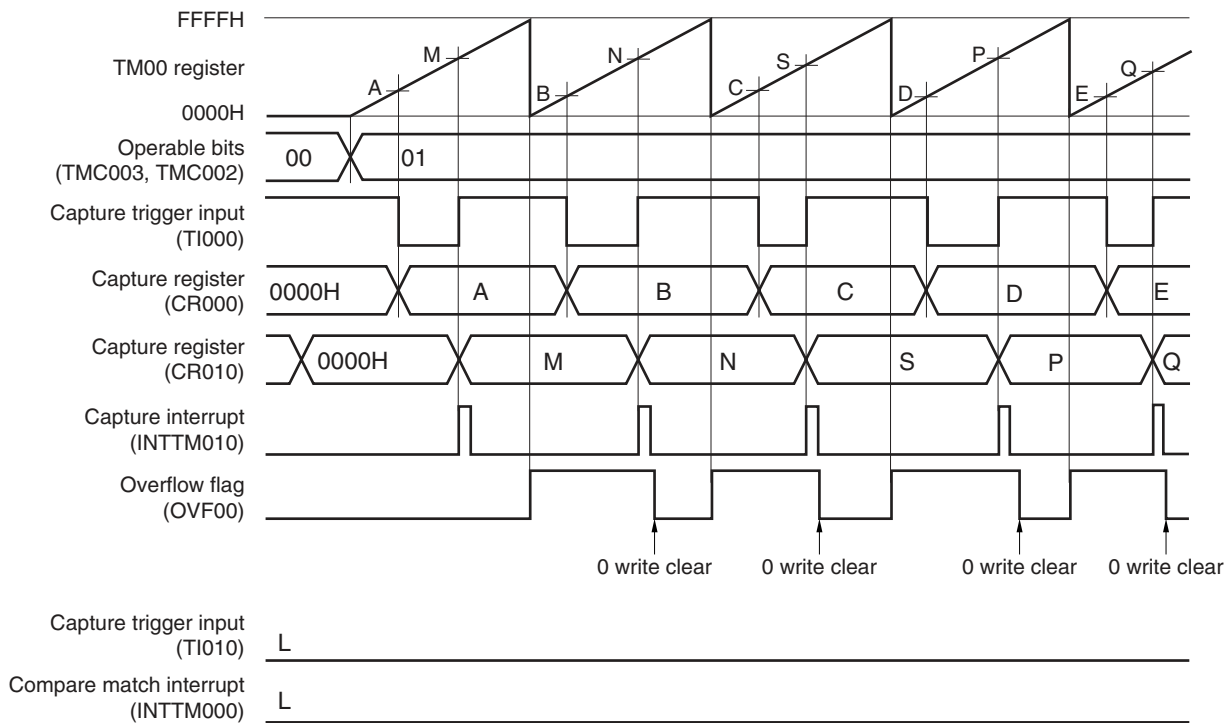 FFFFH
TM00 register
0000H
A M B N C S D P E Q
Operable bits
(TMC003, TMC002)
00 01
Capture trigger input
(TI000)
Capture register
(CR000)
0000H A B C D E
Capture register
(CR010)
0000H M N S P Q
Capture interrupt
(INTTM010)
Overflow flag
(OVF00)
0 write clear 0 write clear 0 write clear 0 write clear
Capture trigger input
(TI010)
L
Compare match interrupt
(INTTM000)
L